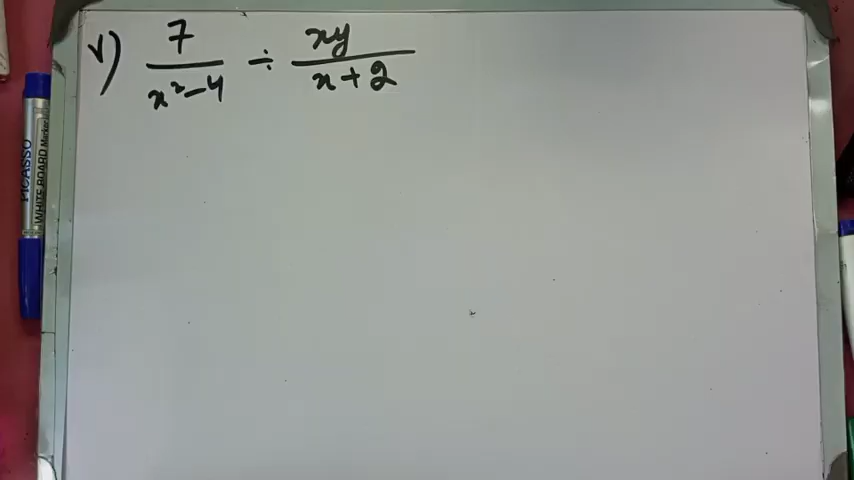 v) 7/(x²-4) ÷ xy/(x+2)
PICASSO
WHITE BOARD Marker